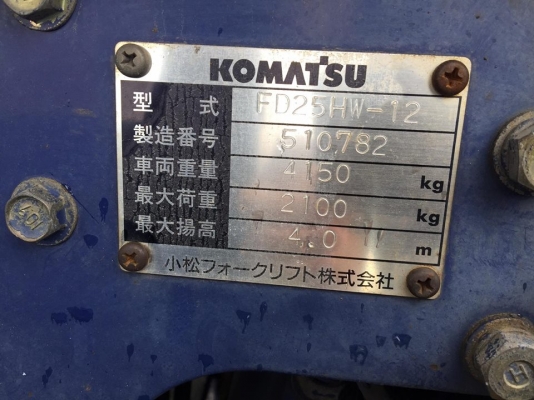 KOMATSU
型式 FD25HW-12
製造番号 510782
車両重量 4150 kg
最大荷重 2100 kg
最大揚高 4.0 m
小松フォークリフト株式会社